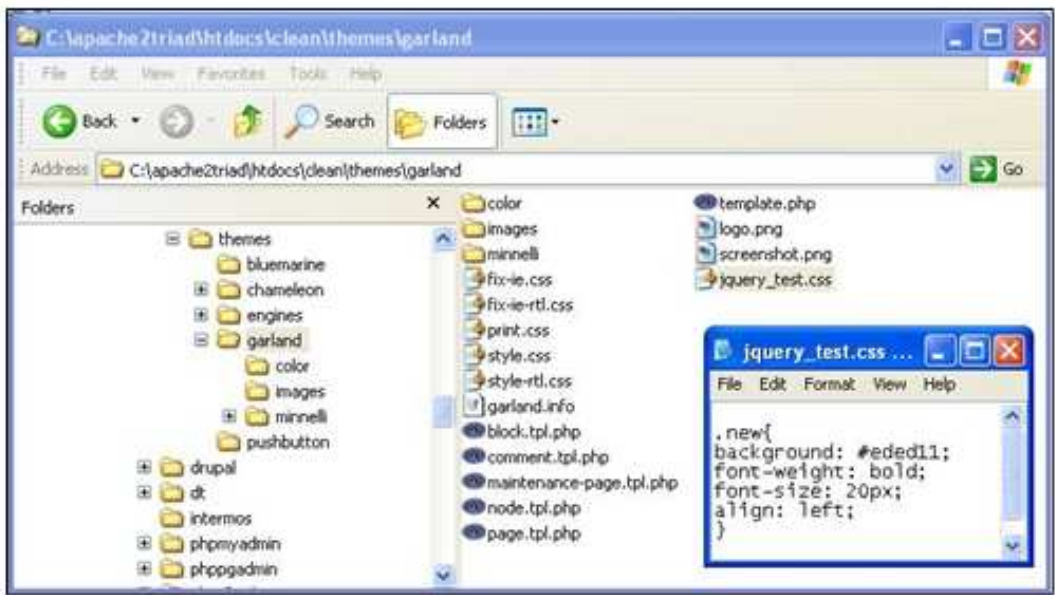 C:\apache2triad\htdocs\clean\themes\garland
File Edit View Favorites Tools Help
Back Search Folders
Address C:\apache2triad\htdocs\clean\themes\garland Go
Folders
themes
bluemarine
chameleon
engines
garland
color
images
minnelli
pushbutton
drupal
dt
intermos
phpmyadmin
phppgadmin
color
images
minnelli
fix-ie.css
fix-ie-rtl.css
print.css
style.css
style-rtl.css
garland.info
block.tpl.php
comment.tpl.php
maintenance-page.tpl.php
node.tpl.php
page.tpl.php
template.php
logo.png
screenshot.png
jquery_test.css
jquery_test.css ...
File Edit Format View Help
.new{
background: #eded11;
font-weight: bold;
font-size: 20px;
align: left;
}